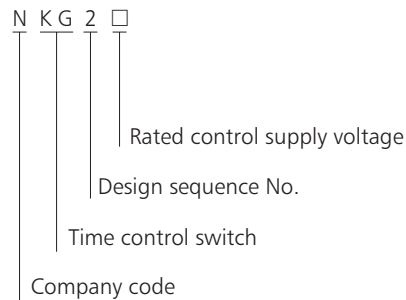 N KG 2 □
Rated control supply voltage
Design sequence No.
Time control switch
Company code